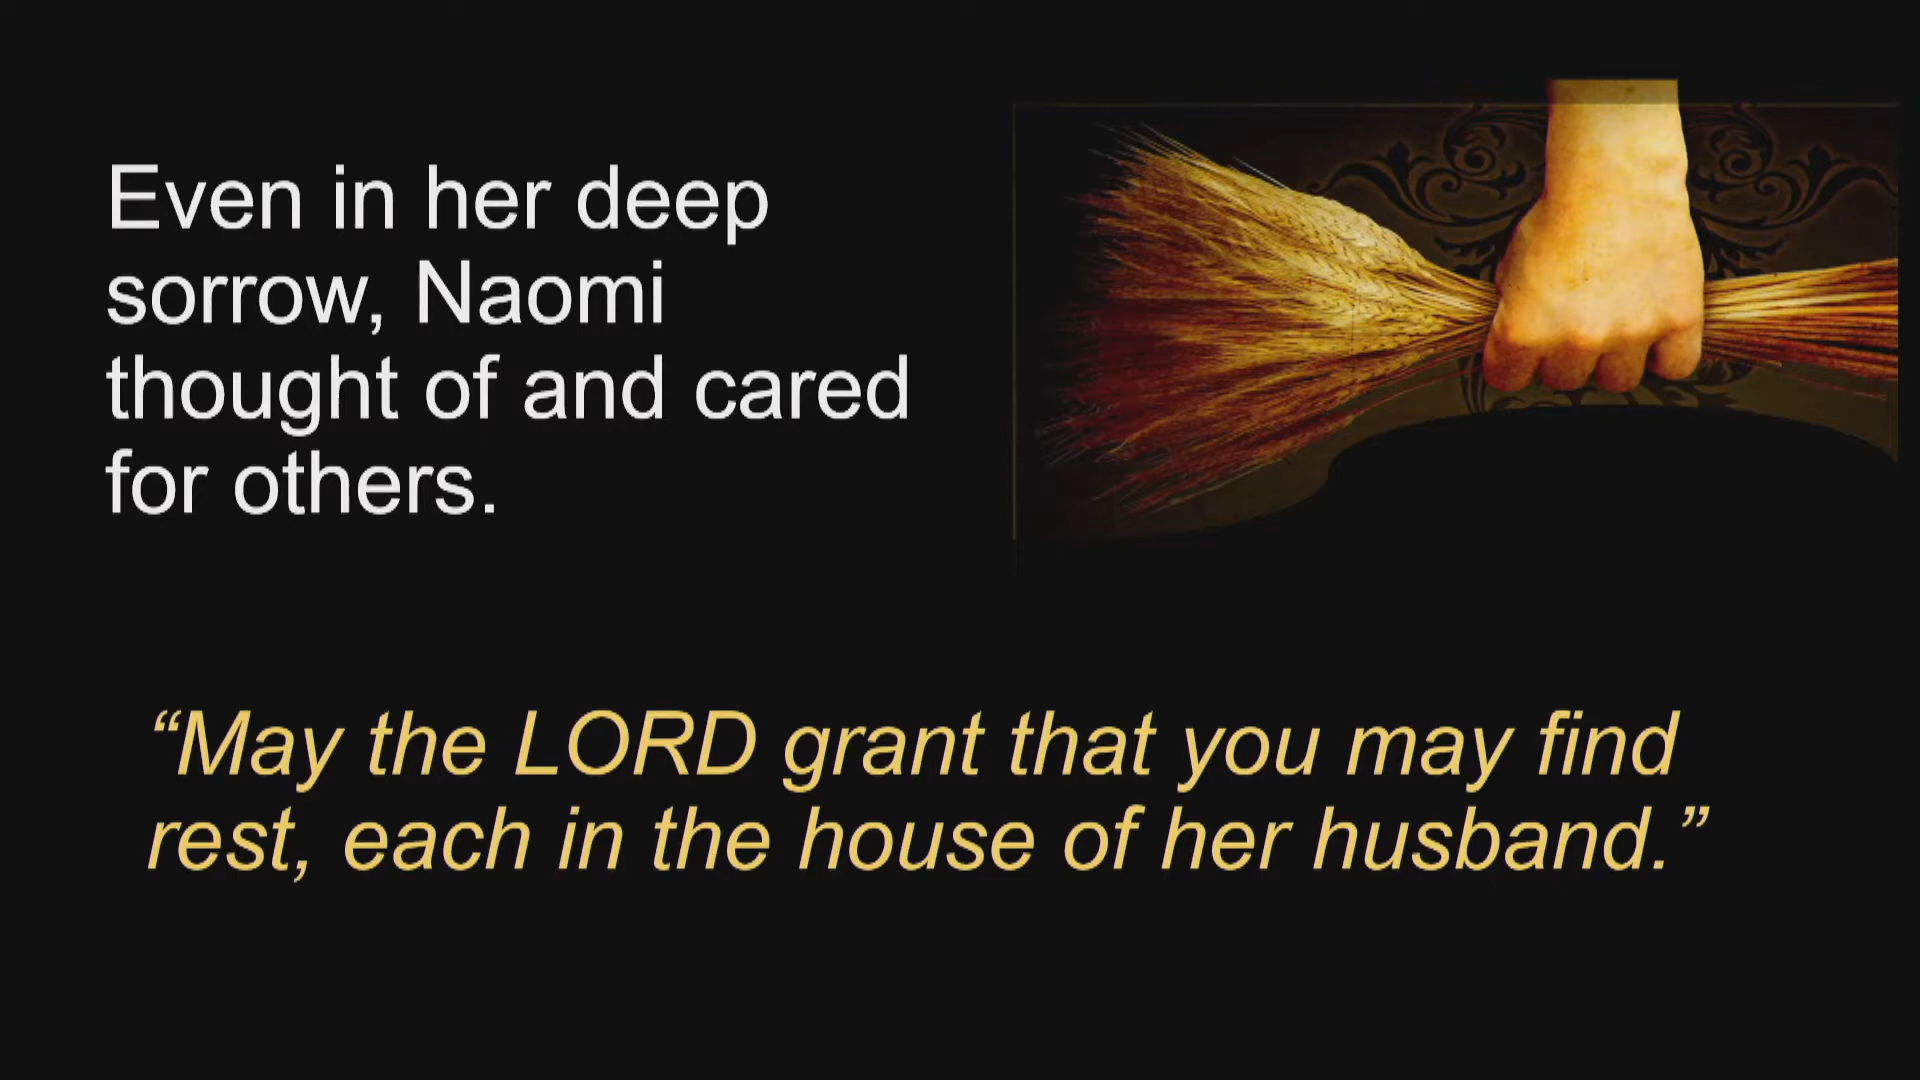 Even in her deep
sorrow, Naomi
thought of and cared
for others.
“May the LORD grant that you may find
rest, each in the house of her husband.”